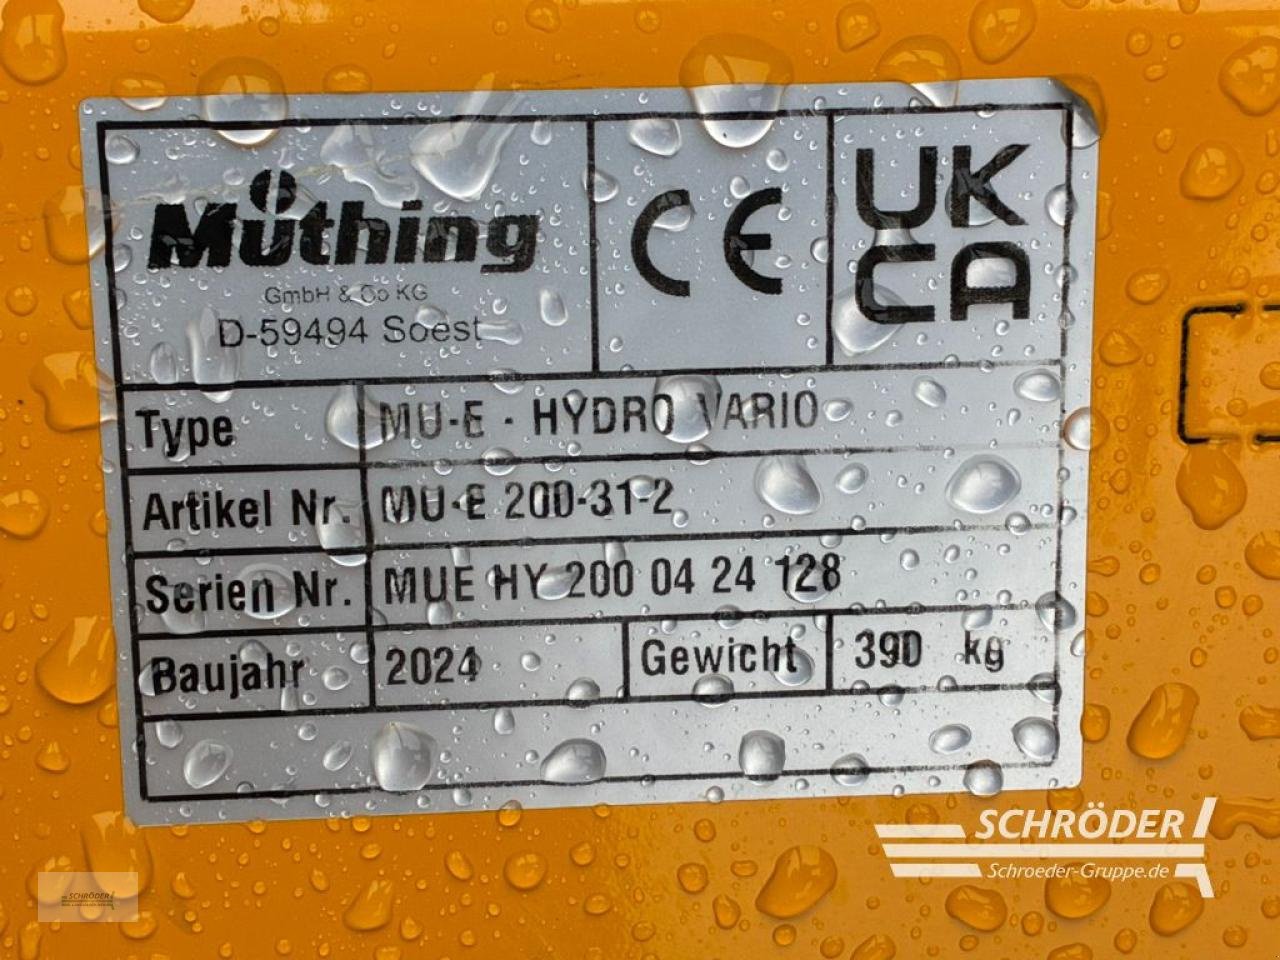 Müthing
GmbH & Co KG
D-59494 Soest
CE
UK
CA
Type MU-E - HYDRO VARIO
Artikel Nr. MU-E 200-31-2
Serien Nr. MUE HY 200 04 24 128
Baujahr 2024 Gewicht 390 kg
SCHRÖDER
Schroeder-Gruppe.de
SCHRÖDER